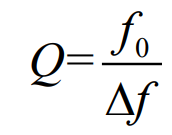 Q = f₀ / Δf